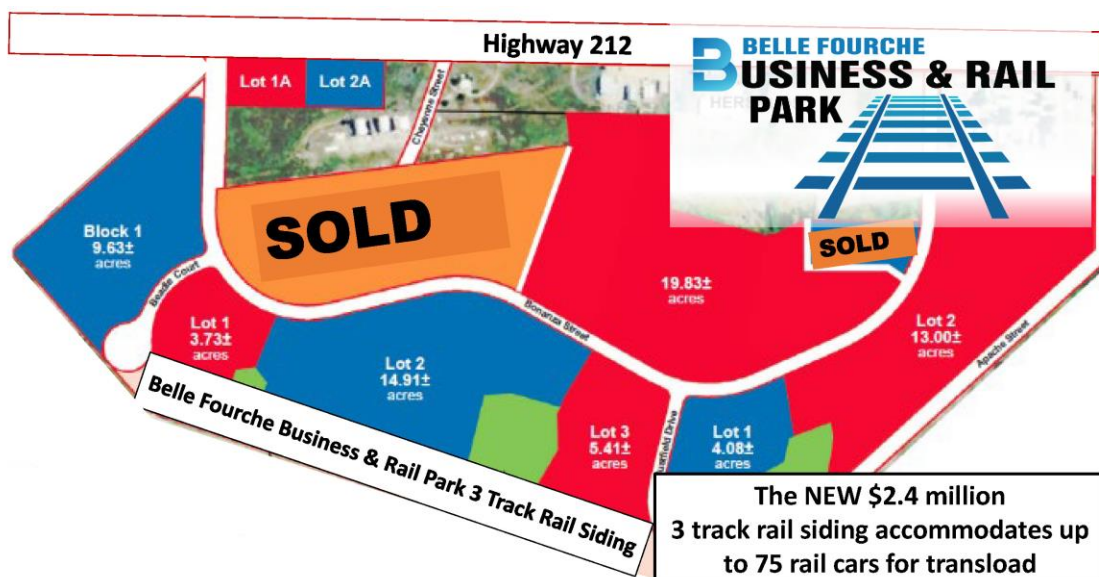 Highway 212
BELLE FOURCHE
BUSINESS & RAIL
PARK
Lot 1A
Lot 2A
Cheyenne Street
SOLD
SOLD
Block 1
9.63±
acres
Beadle Court
Lot 1
3.73±
acres
Lot 2
14.91±
acres
Bonanza Street
19.83±
acres
Lot 2
13.00±
acres
Apache Street
Lot 3
5.41±
acres
Lot 1
4.08±
acres
Drive
Belle Fourche Business & Rail Park 3 Track Rail Siding
The NEW $2.4 million
3 track rail siding accommodates up
to 75 rail cars for transload